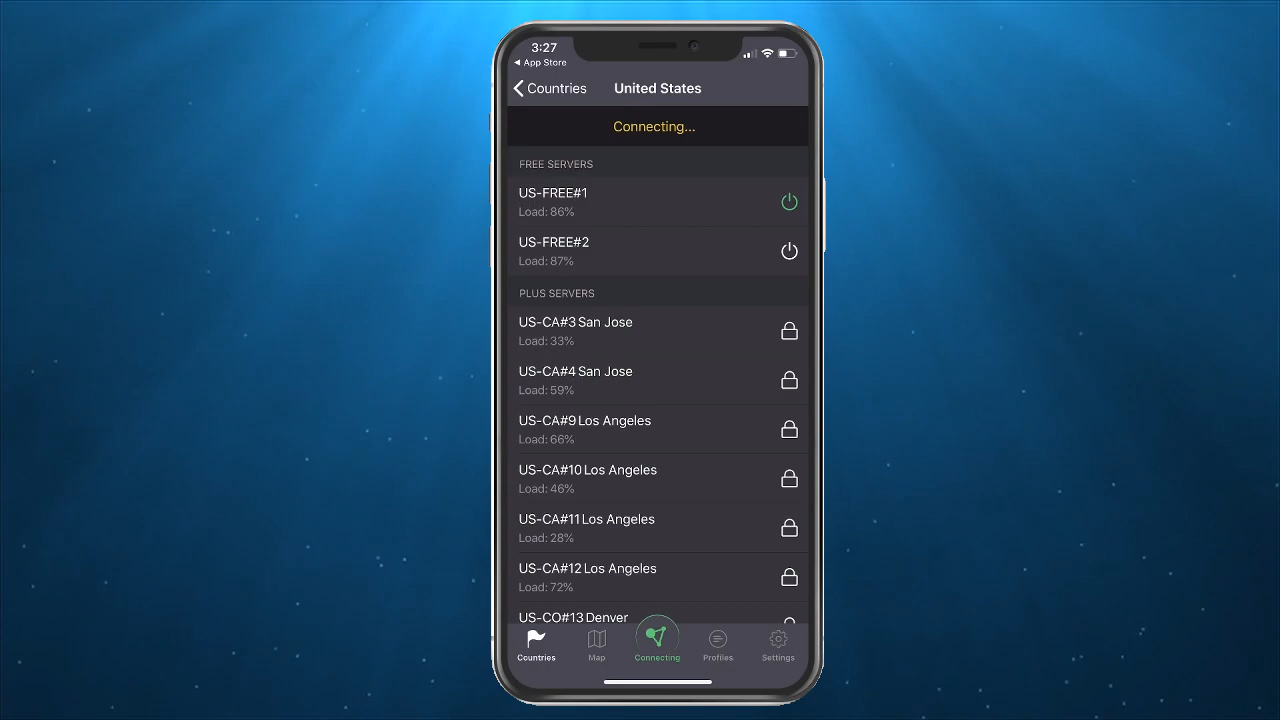 3:27
App Store
Countries
United States
Connecting...
FREE SERVERS
US-FREE#1
Load: 86%
US-FREE#2
Load: 87%
PLUS SERVERS
US-CA#3 San Jose
Load: 33%
US-CA#4 San Jose
Load: 59%
US-CA#9 Los Angeles
Load: 66%
US-CA#10 Los Angeles
Load: 46%
US-CA#11 Los Angeles
Load: 28%
US-CA#12 Los Angeles
Load: 72%
US-CO#13 Denver
Countries Map Connecting Profiles Settings